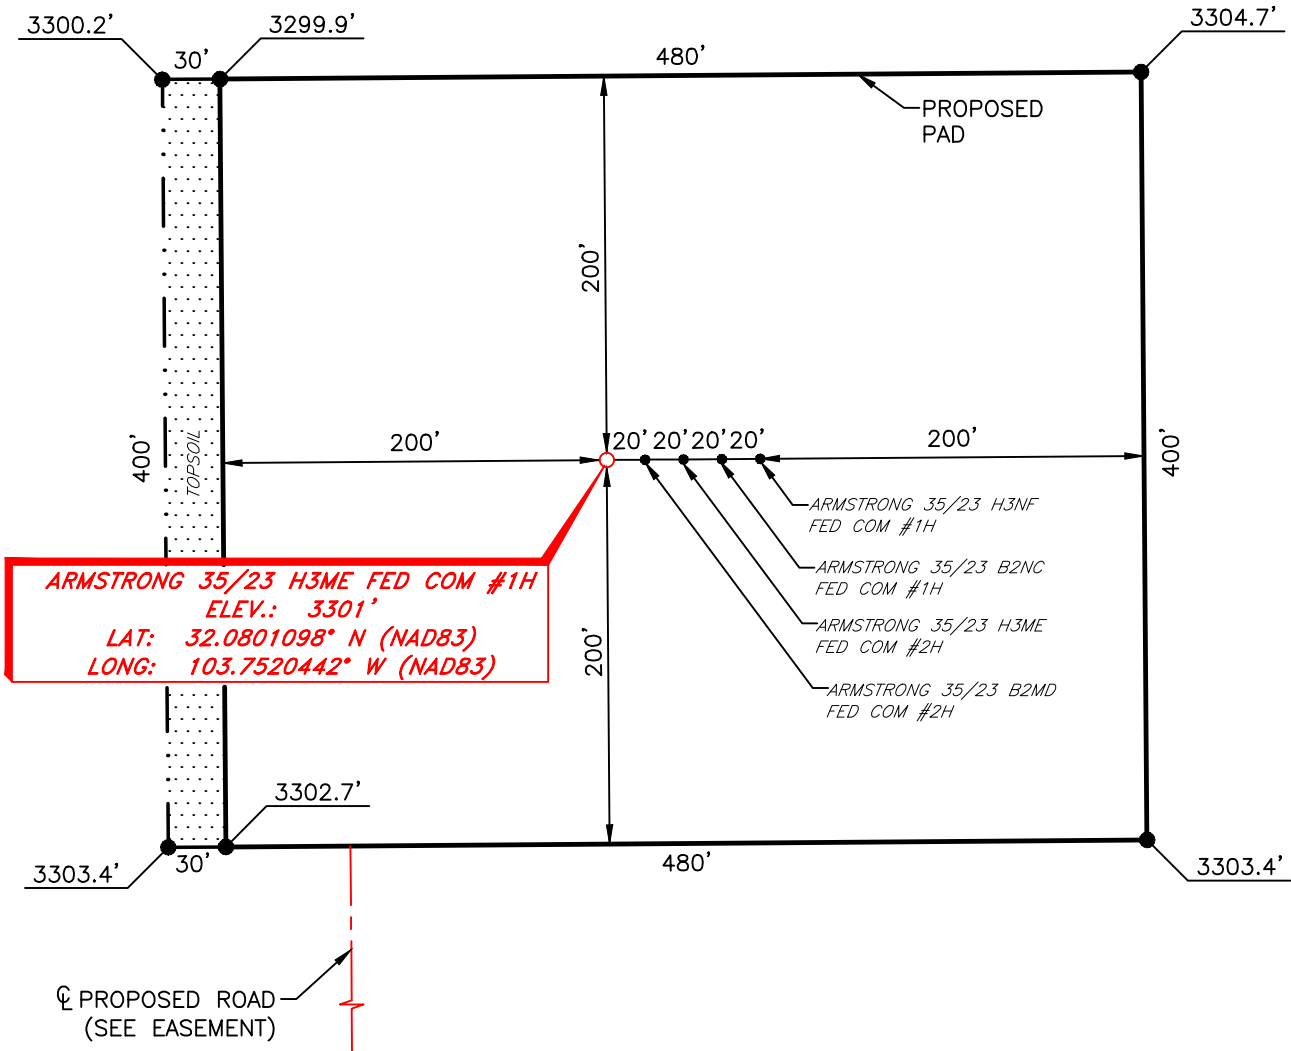 3300.2'
3299.9'
3304.7'
30'
480'
PROPOSED
PAD
200'
400'
TOPSOIL
200'
20' 20' 20' 20'
200'
400'
ARMSTRONG 35/23 H3NF
FED COM #1H
ARMSTRONG 35/23 B2NC
FED COM #1H
ARMSTRONG 35/23 H3ME
FED COM #2H
ARMSTRONG 35/23 B2MD
FED COM #2H
ARMSTRONG 35/23 H3ME FED COM #1H
ELEV.: 3301'
LAT: 32.0801098° N (NAD83)
LONG: 103.7520442° W (NAD83)
200'
3302.7'
3303.4'
30'
480'
3303.4'
℄ PROPOSED ROAD
(SEE EASEMENT)